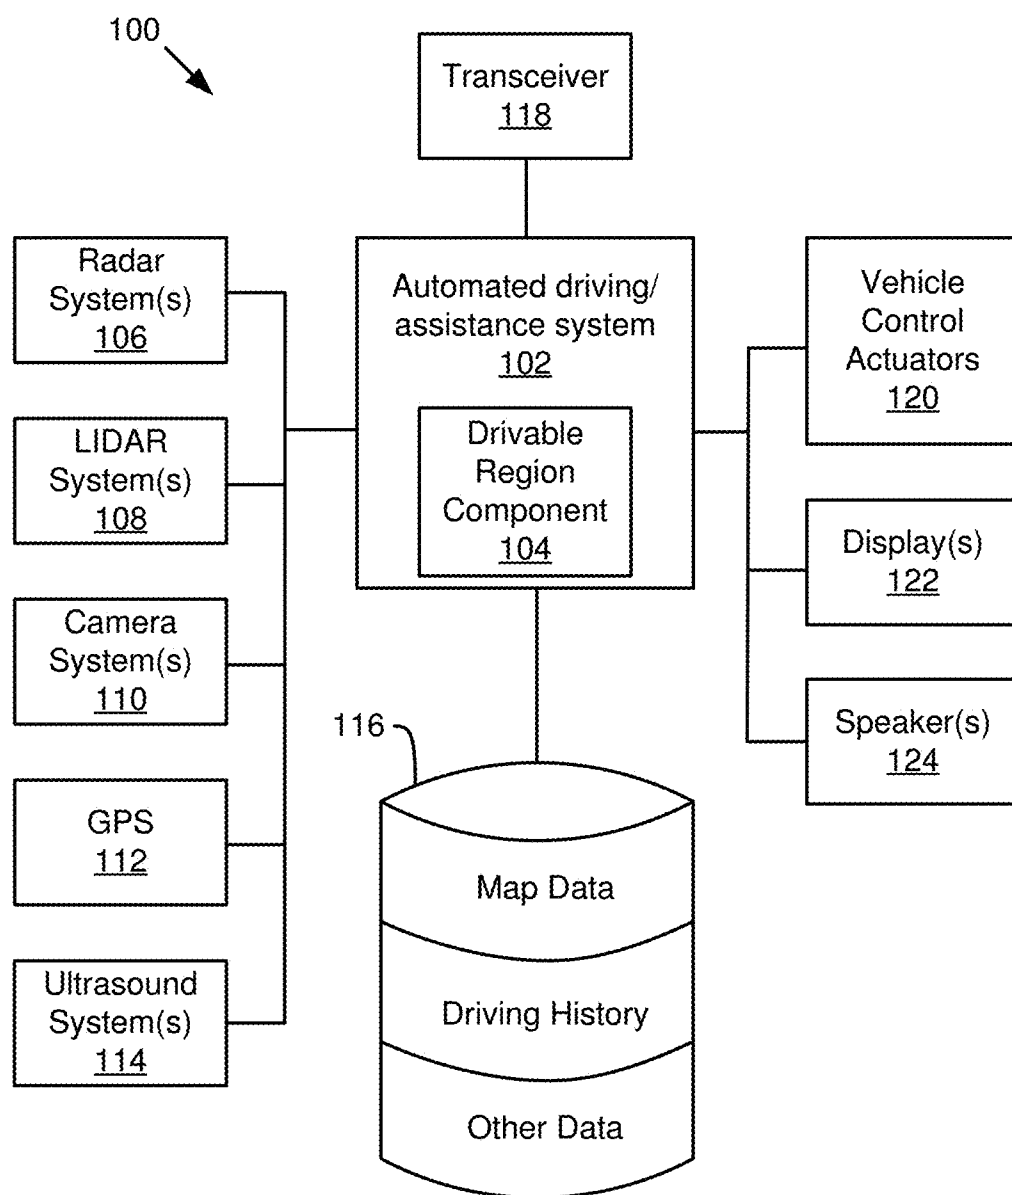 100
Transceiver
118
Radar
System(s)
106
LIDAR
System(s)
108
Camera
System(s)
110
GPS
112
Ultrasound
System(s)
114
Automated driving/
assistance system
102
Drivable
Region
Component
104
116
Map Data
Driving History
Other Data
Vehicle
Control
Actuators
120
Display(s)
122
Speaker(s)
124